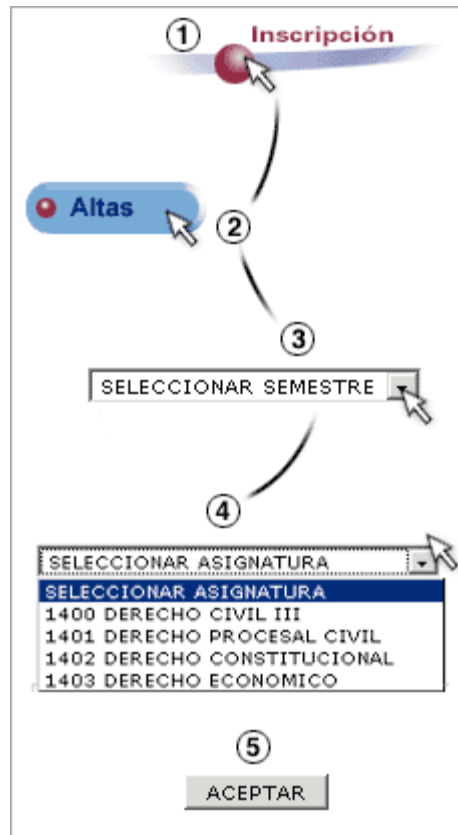 1
Inscripción
Altas
2
3
SELECCIONAR SEMESTRE
4
SELECCIONAR ASIGNATURA
SELECCIONAR ASIGNATURA
1400 DERECHO CIVIL III
1401 DERECHO PROCESAL CIVIL
1402 DERECHO CONSTITUCIONAL
1403 DERECHO ECONOMICO
5
ACEPTAR